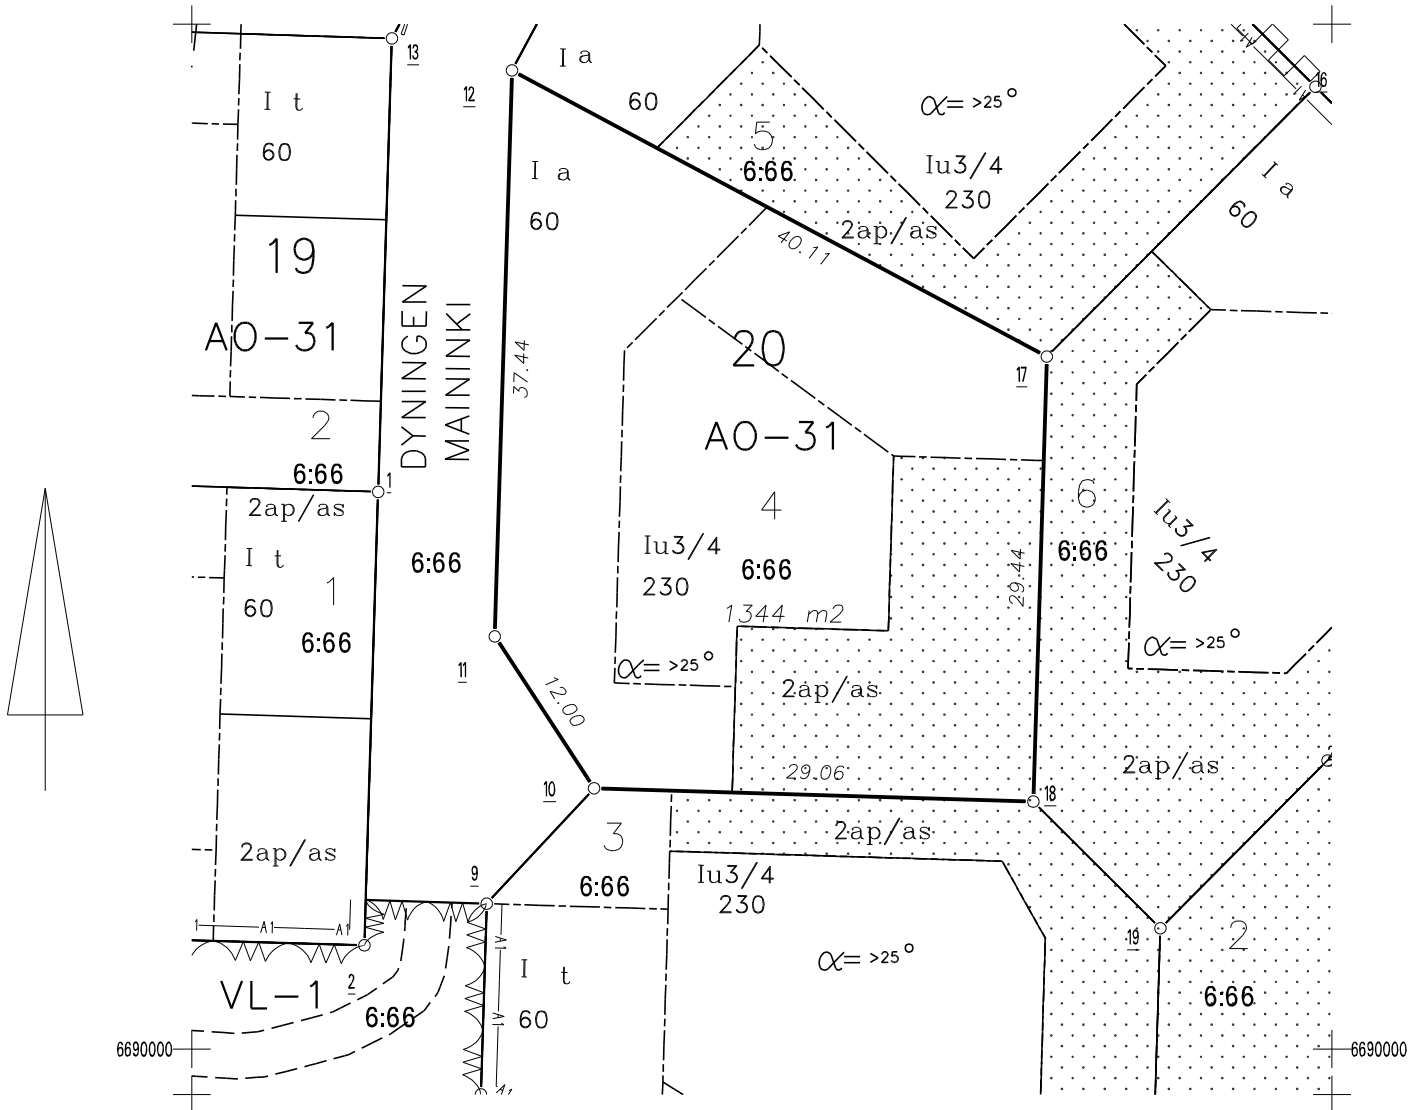 13
16
I a
12
60
α= >25°
I t
60
5
6:66
Iu3/4
230
I a
60
I a
60
2ap/as
40.11
19
AO-31
DYNINGEN
MAININKI
37.44
20
17
AO-31
2
6:66
1
2ap/as
4
6
6:66
Iu3/4
230
I t
60
1
6:66
6:66
Iu3/4
230
6:66
1344 m2
29.44
α= >25°
α= >25°
11
12.00
2ap/as
2ap/as
29.06
10
18
2ap/as
3
2ap/as
9
6:66
Iu3/4
230
1
A1
A1
A1
19
2
VL-1
2
6:66
I t
60
A1
A1
α= >25°
6:66
6690000
6690000